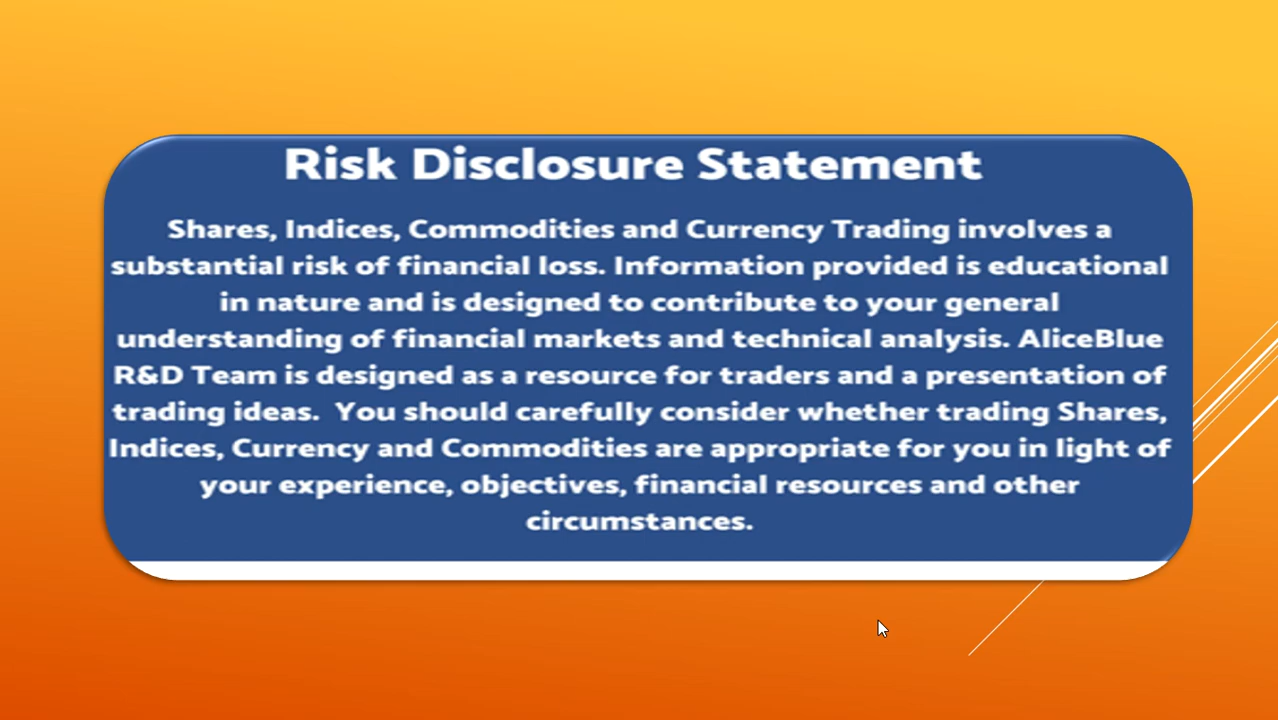 Risk Disclosure Statement
Shares, Indices, Commodities and Currency Trading involves a
substantial risk of financial loss. Information provided is educational
in nature and is designed to contribute to your general
understanding of financial markets and technical analysis. AliceBlue
R&D Team is designed as a resource for traders and a presentation of
trading ideas.  You should carefully consider whether trading Shares,
Indices, Currency and Commodities are appropriate for you in light of
your experience, objectives, financial resources and other
circumstances.